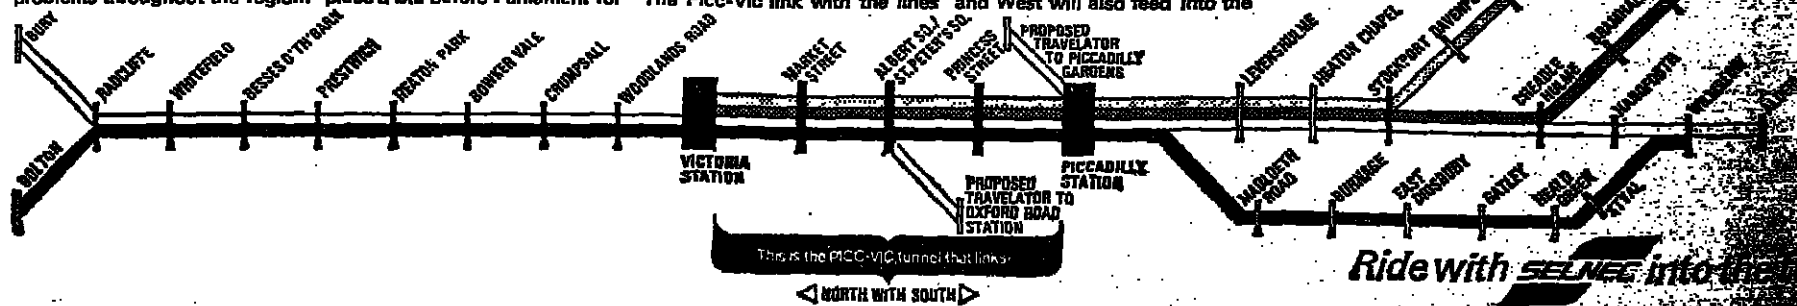 problems throughout the region. placed, bill before Parliament for "The Picc-Vic link with the lines and West will also feed into the
BURY
RADCLIFFE
WHITEFIELD
BESSES O'TH'BARN
PRESTWICH
HEATON PARK
BOWKER VALE
CRUMPSALL
WOODLANDS ROAD
MARKET
STREET
ALBERT SQ./
ST.PETER'S SQ.
PRINCESS
STREET
PROPOSED
TRAVELATOR
TO PICCADILLY
GARDENS
LEVENSHULME
HEATON CHAPEL
STOCKPORT
CHEADLE
HULME
HANDFORTH
WILMSLOW
BOLTON
VICTORIA
STATION
PROPOSED
TRAVELATOR TO
OXFORD ROAD
STATION
PICCADILLY
STATION
MAULDETH
ROAD
BURNAGE
EAST
DIDSBURY
GATLEY
HEALD
GREEN
STYAL
This is the PICC-VIC tunnel that links
NORTH WITH SOUTH
Ride with SELNEC into the